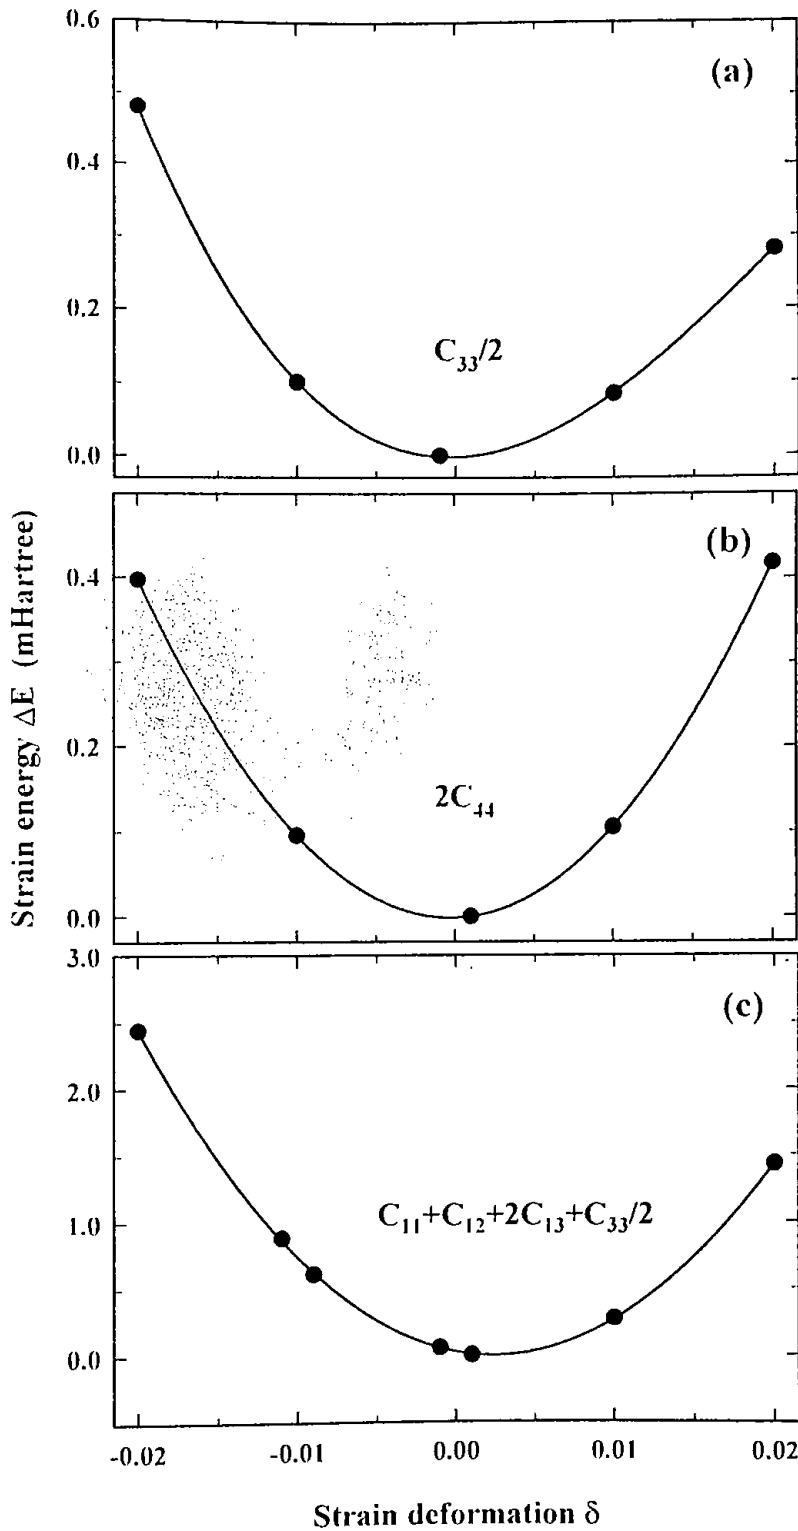 0.6
(a)
0.4
0.2
C₃₃/2
0.0
Strain energy ΔE (mHartree)
(b)
0.4
0.2
2C₄₄
0.0
3.0
(c)
2.0
C₁₁+C₁₂+2C₁₃+C₃₃/2
1.0
0.0
-0.02 -0.01 0.00 0.01 0.02
Strain deformation δ